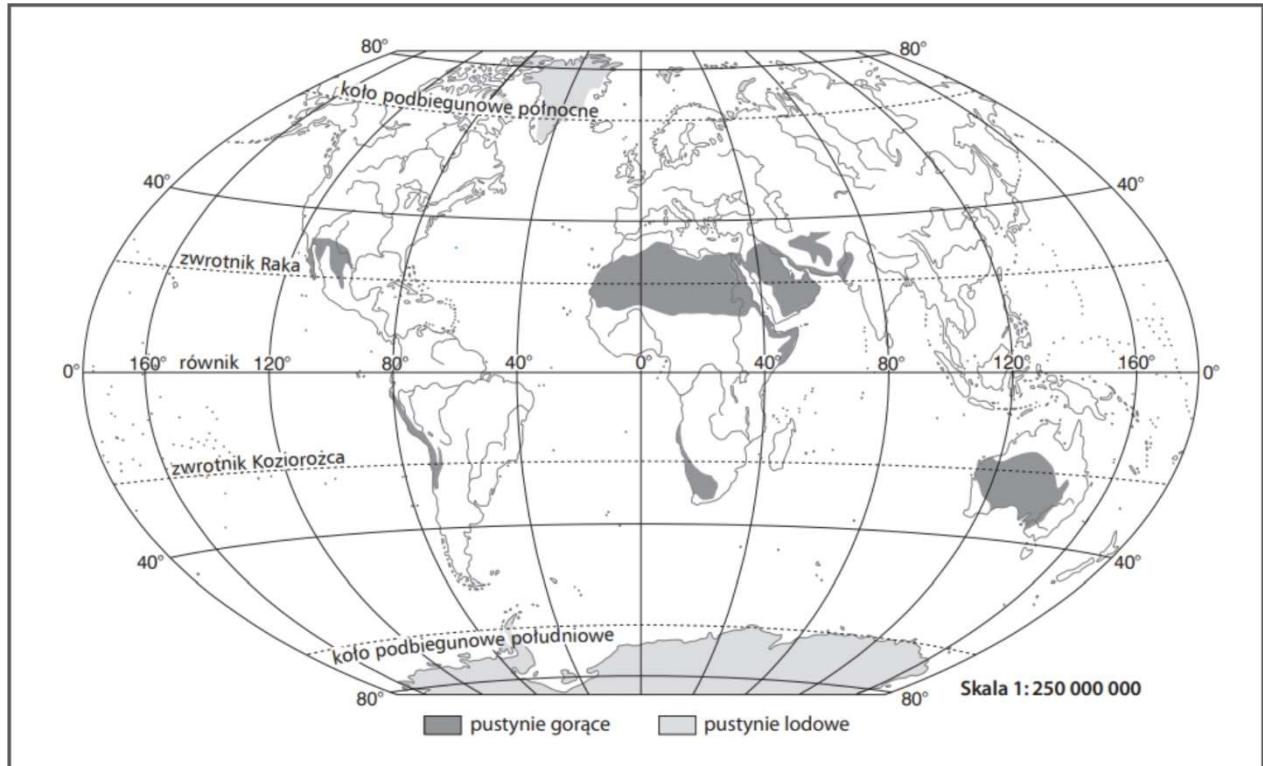 80° 80°
koło podbiegunowe północne
40° 40°
zwrotnik Raka
0° 160° równik 120° 80° 40° 0° 40° 80° 120° 160° 0°
zwrotnik Koziorożca
40° 40°
koło podbiegunowe południowe
80° 80° Skala 1: 250 000 000
pustynie gorące pustynie lodowe